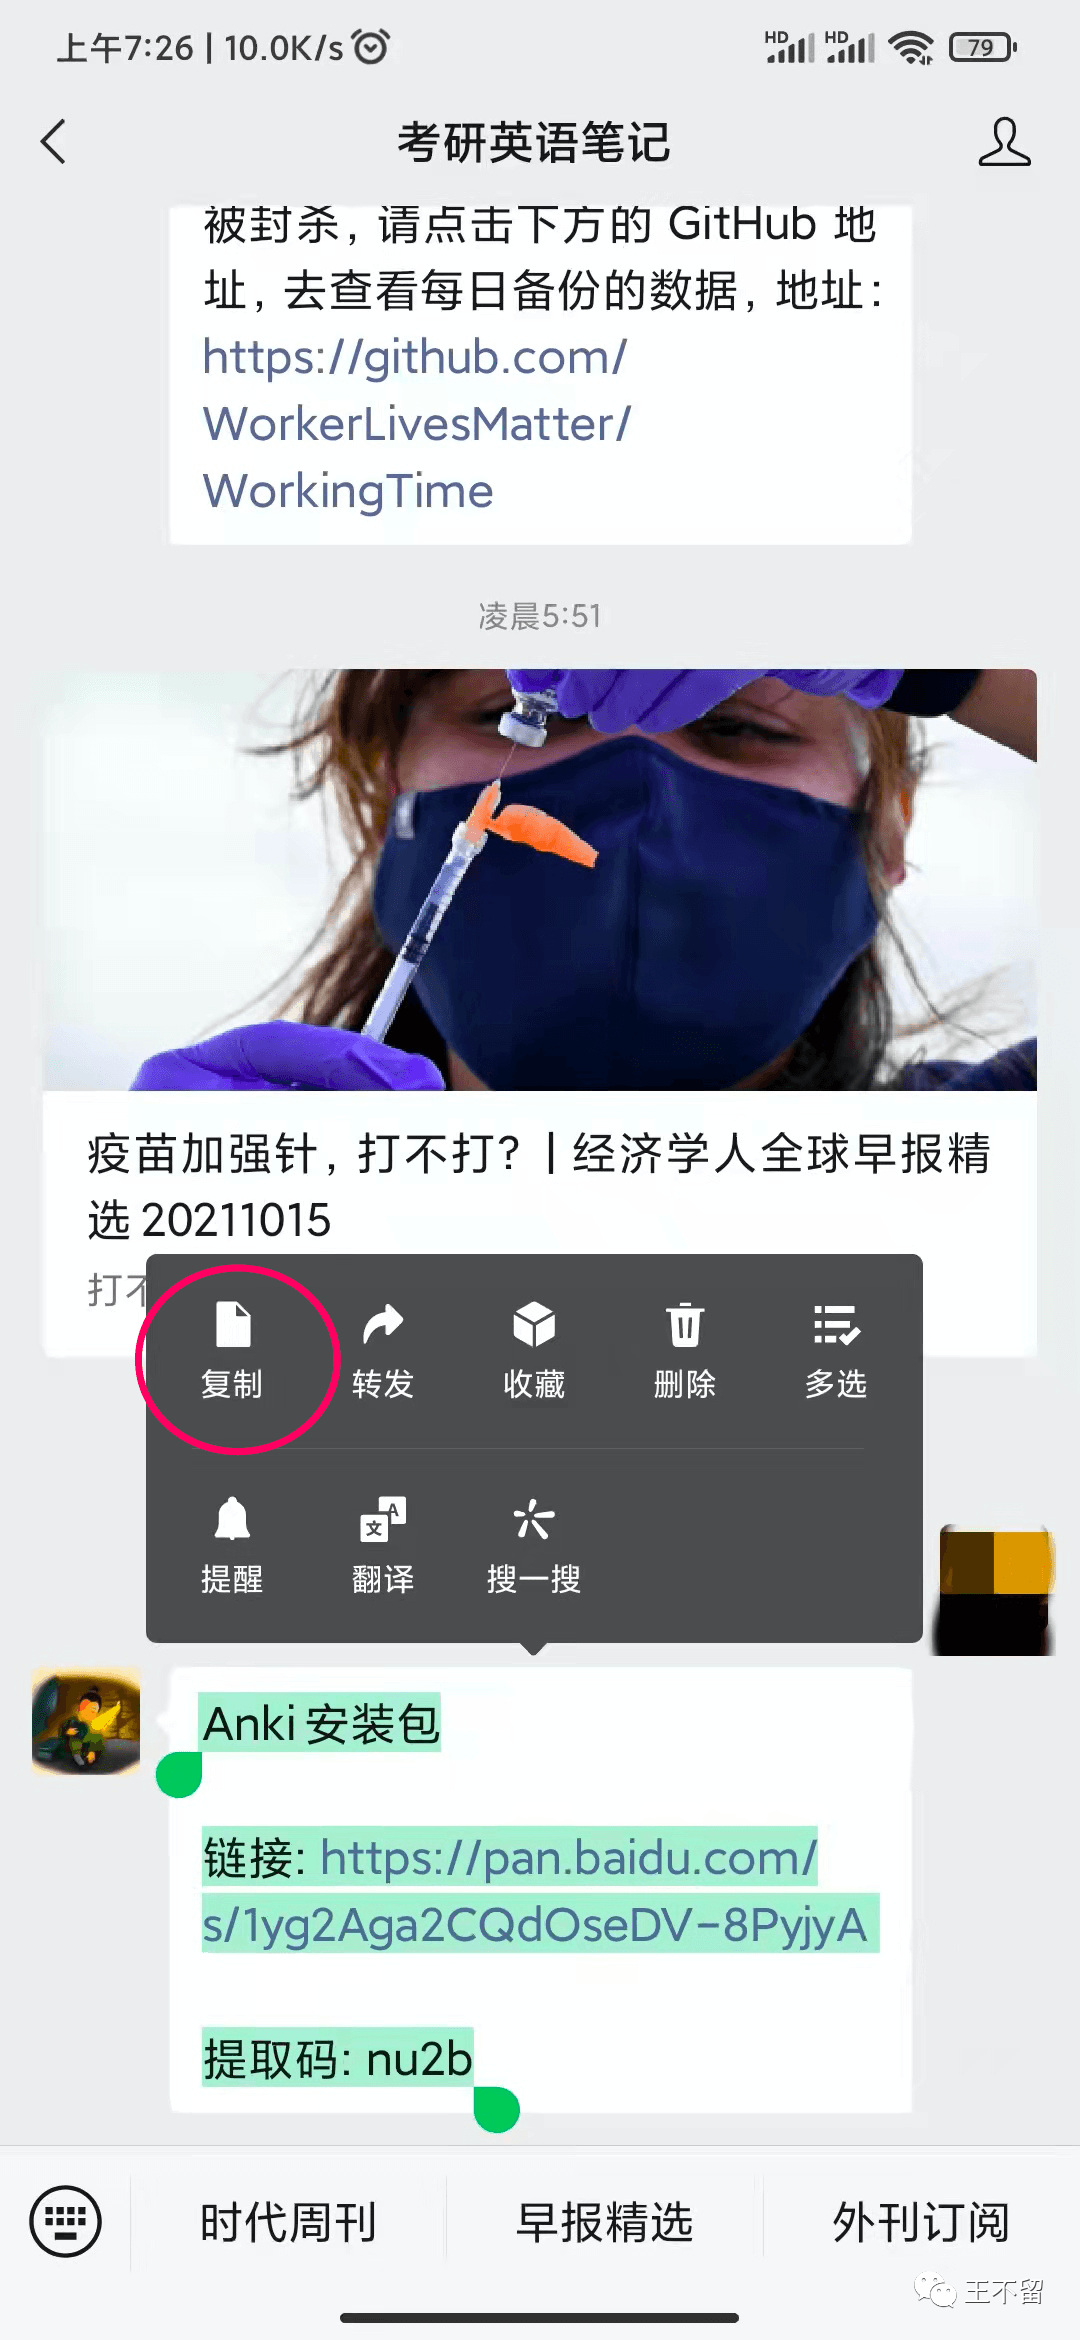 上午7:26 | 10.0K/s
HD
HD
79
考研英语笔记
被封杀, 请点击下方的 GitHub 地
址, 去查看每日备份的数据, 地址:
https://github.com/
WorkerLivesMatter/
WorkingTime
凌晨5:51
疫苗加强针, 打不打? | 经济学人全球早报精
选 20211015
打不
复制
转发
收藏
删除
多选
提醒
翻译
搜一搜
Anki 安装包
链接: https://pan.baidu.com/
s/1yg2Aga2CQdOseDV-8PyjyA
提取码: nu2b
时代周刊
早报精选
外刊订阅
王不留